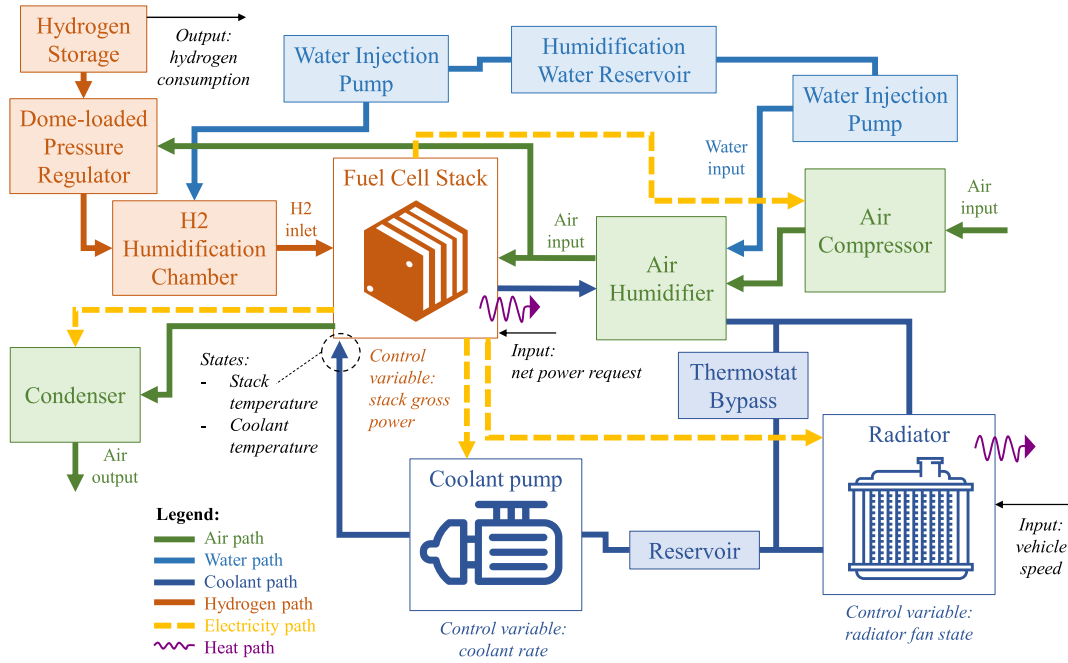 Hydrogen
Storage
Output:
hydrogen
consumption
Water Injection
Pump
Humidification
Water Reservoir
Water Injection
Pump
Dome-loaded
Pressure
Regulator
Water
input
Fuel Cell Stack
H2
Humidification
Chamber
H2
inlet
Air
input
Air
Humidifier
Air
Compressor
Air
input
Condenser
Air
output
States:
- Stack
temperature
- Coolant
temperature
Control
variable:
stack gross
power
Input:
net power request
Thermostat
Bypass
Radiator
Coolant pump
Reservoir
Input:
vehicle
speed
Control variable:
coolant rate
Control variable:
radiator fan state
Legend:
Air path
Water path
Coolant path
Hydrogen path
Electricity path
Heat path